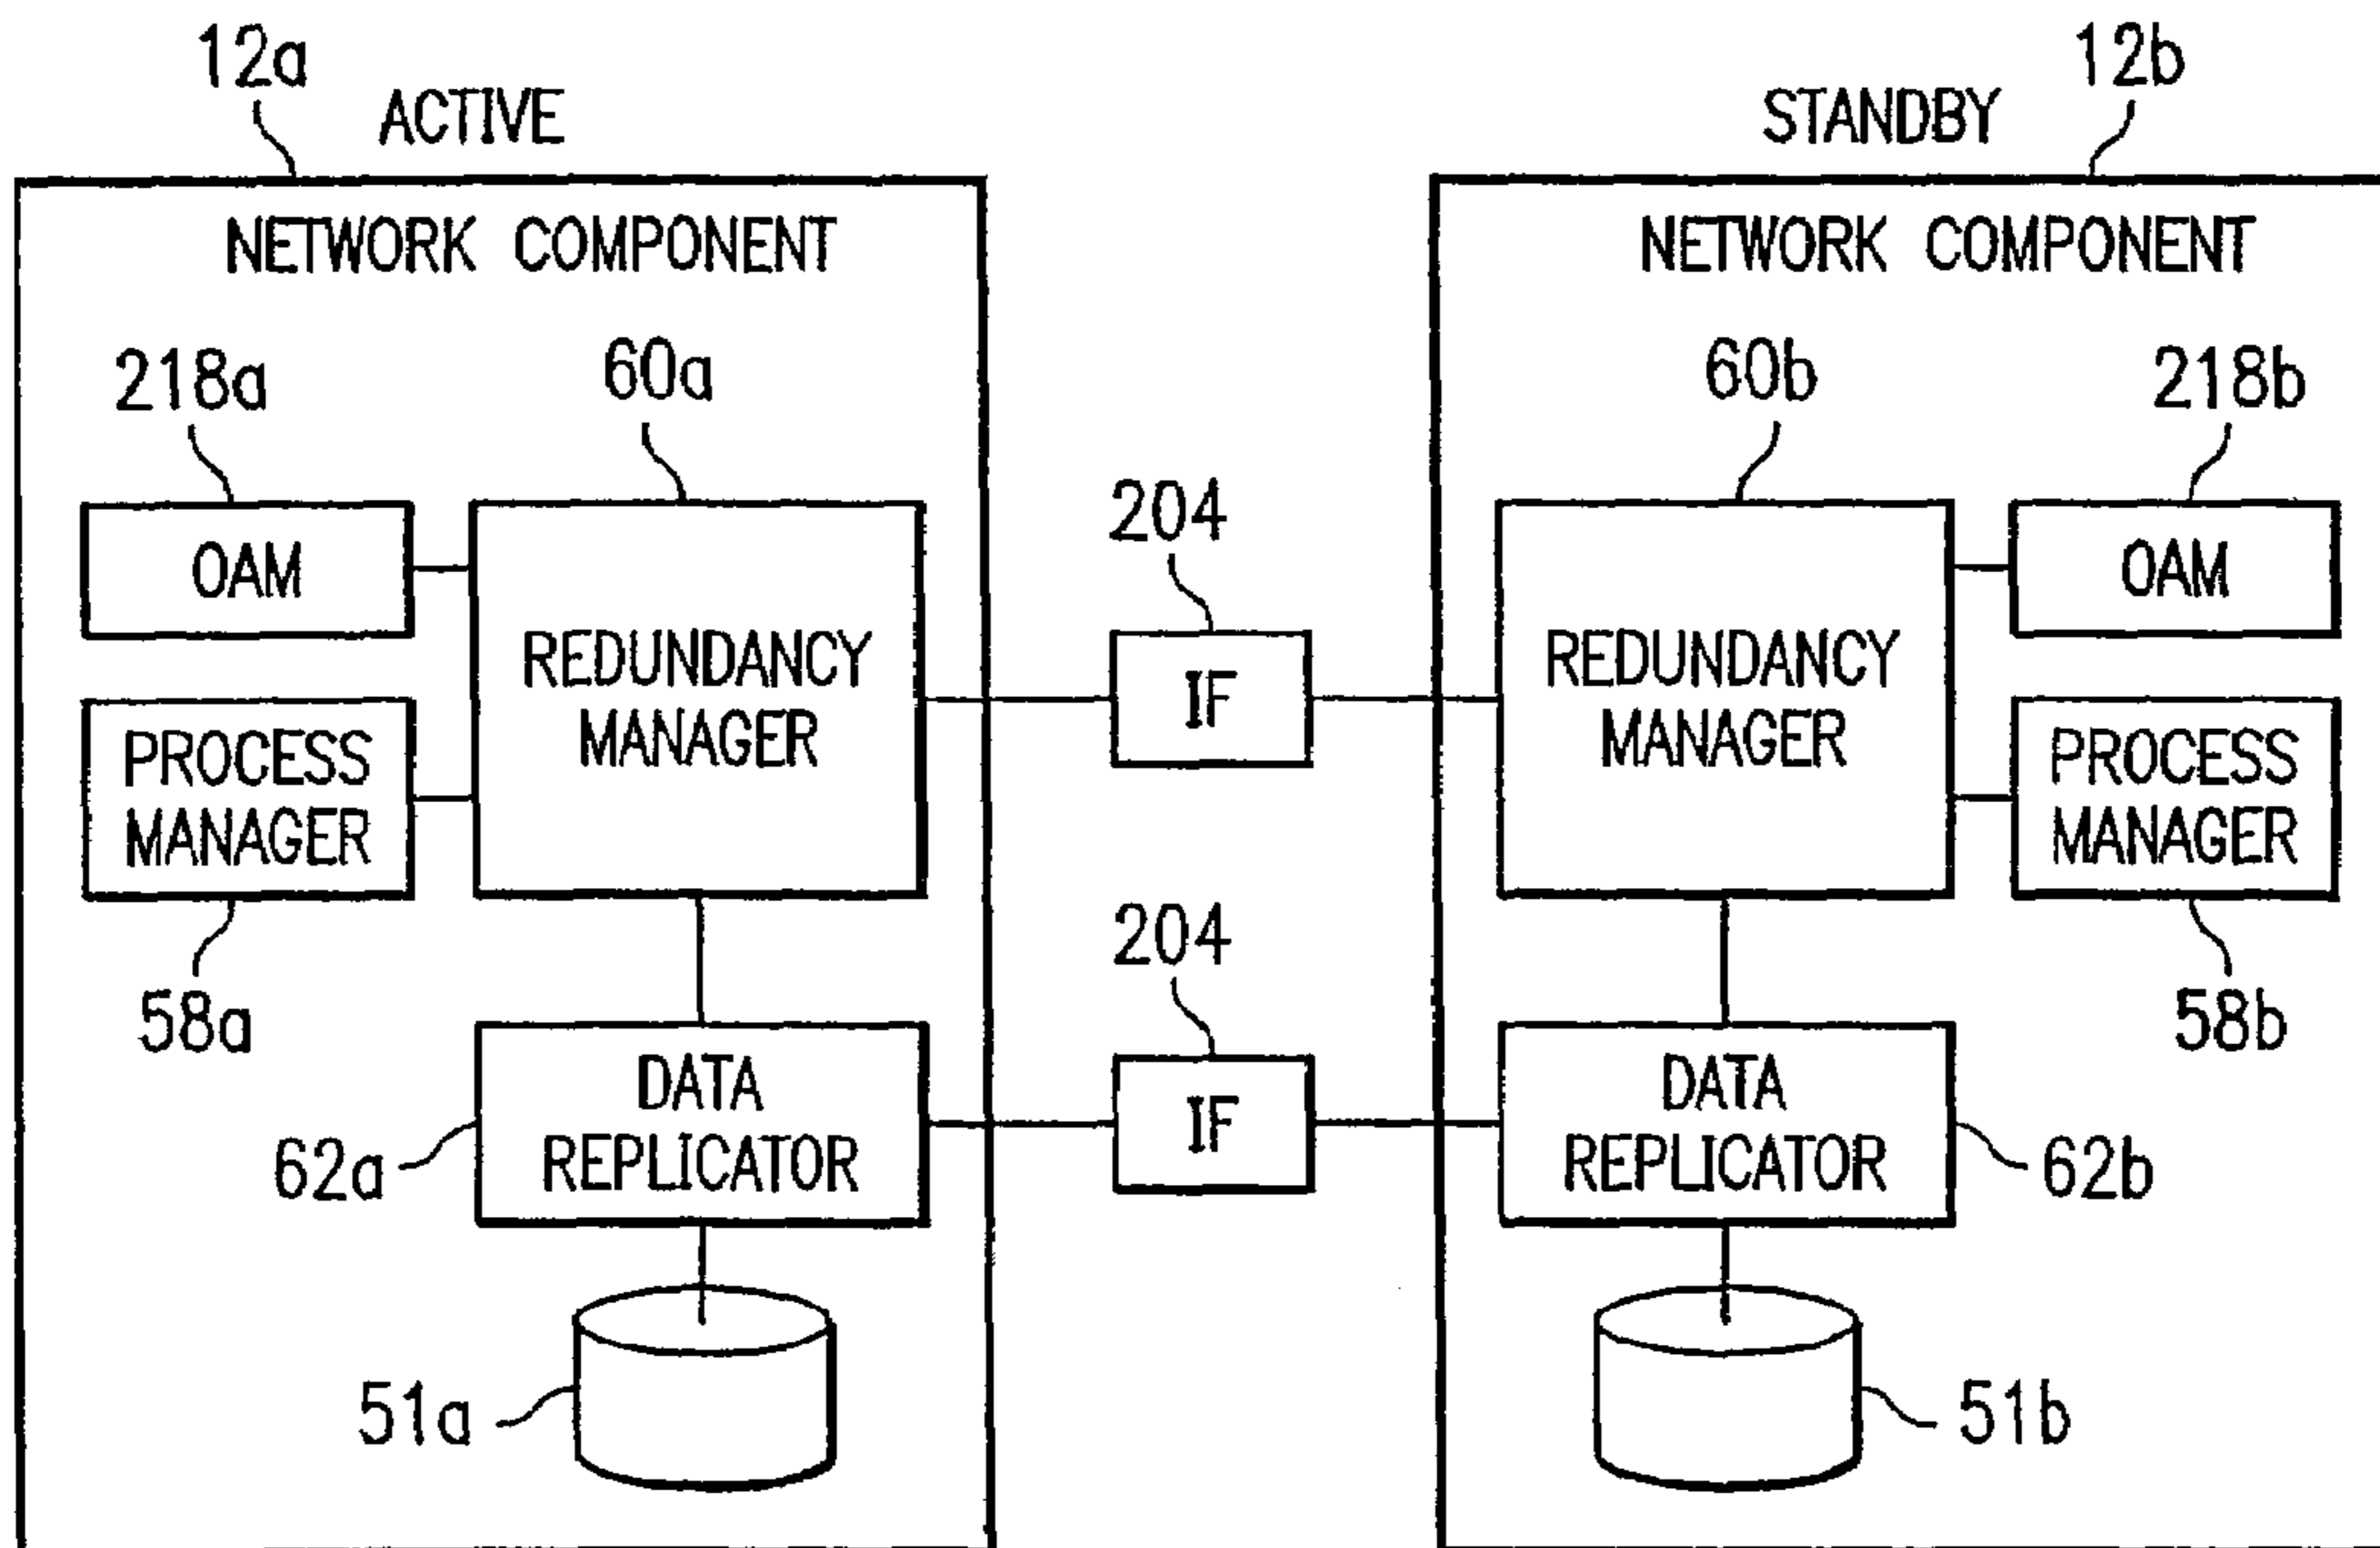 12a
ACTIVE
12b
STANDBY
NETWORK COMPONENT
NETWORK COMPONENT
218a
60a
60b
218b
204
OAM
REDUNDANCY
MANAGER
IF
REDUNDANCY
MANAGER
OAM
PROCESS
MANAGER
PROCESS
MANAGER
58a
204
58b
DATA
REPLICATOR
62a
IF
DATA
REPLICATOR
62b
51a
51b